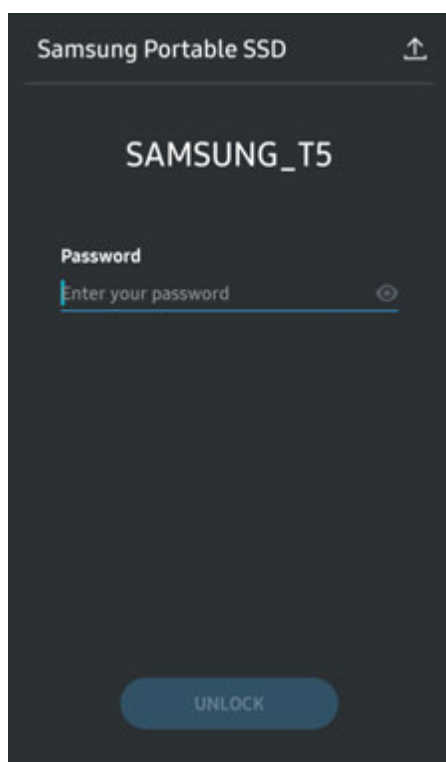 Samsung Portable SSD
SAMSUNG_T5
Password
Enter your password
UNLOCK